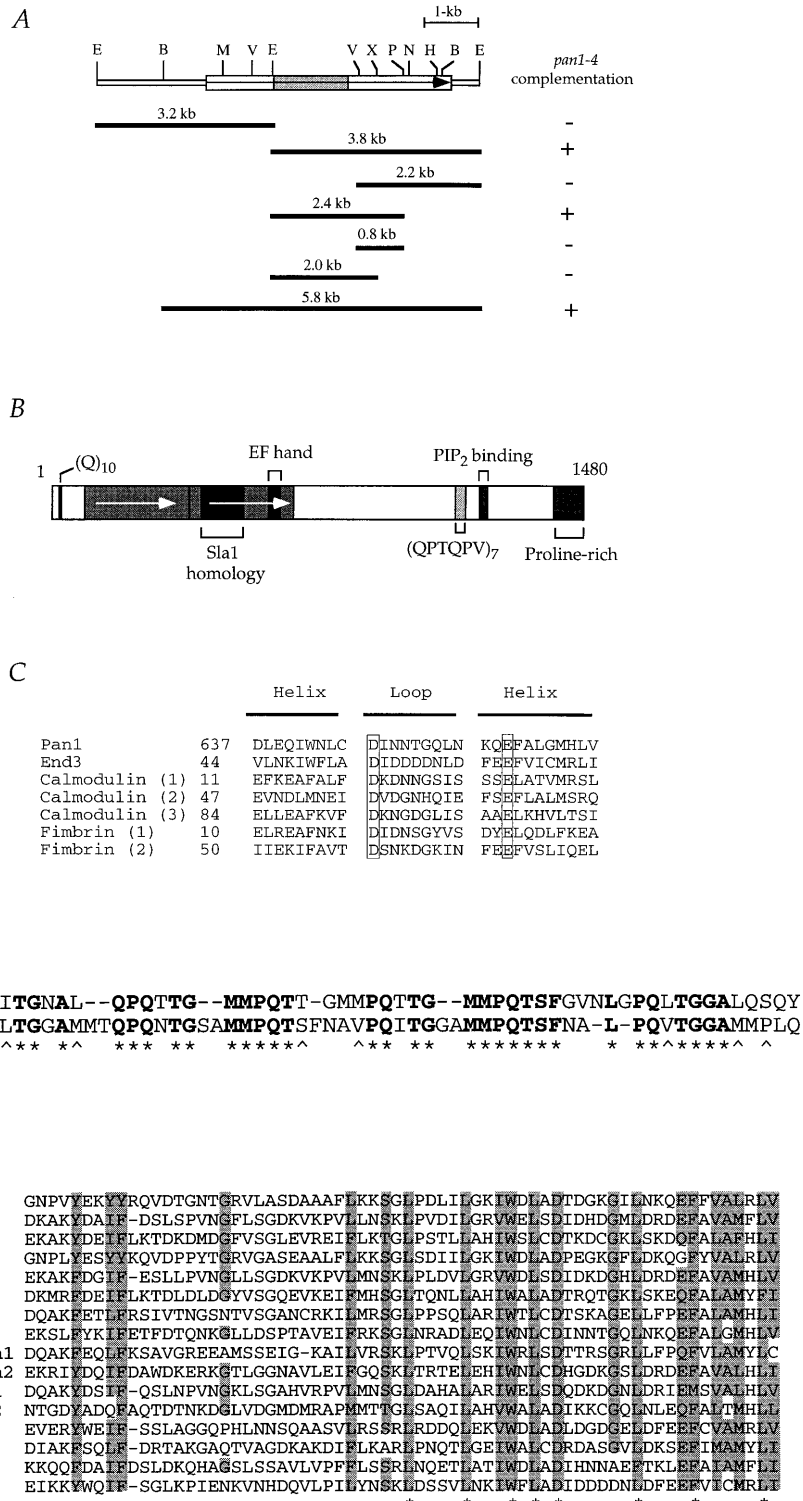 A
1-kb
E B M V E V X P N H B E
pan1-4
complementation
3.2 kb -
3.8 kb +
2.2 kb -
2.4 kb +
0.8 kb -
2.0 kb -
5.8 kb +
B
1 (Q)10 EF hand PIP2 binding 1480
Sla1
homology
(QPTQPV)7
Proline-rich
C
Helix Loop Helix
Pan1 637 DLEQIWNLC DINNTGQLN KQEFALGMHLV
End3 44 VLNKIWFLA DIDDDDNLD FEEFVICMRLI
Calmodulin (1) 11 EFKEAFALF DKDNNGSIS SSELATVMRSL
Calmodulin (2) 47 EVNDLMNEI DVDGNHQIE FSEFLALMSRQ
Calmodulin (3) 84 ELLEAFKVF DKNGDGLIS AAELKHVLTSI
Fimbrin (1) 10 ELREAFNKI DIDNSGYVS DYELQDLFKEA
Fimbrin (2) 50 IIEKIFAVT DSNKDGKIN FEEFVSLIQEL
ITGNAL--QPQTTTG--MMPQTT-GMMPQTTG--MMPQTSFGVNLGPQLTGGALQSQY
LTGGAMMTQPQNTGSAMMPQTSFNAVPQITGGAMMPQTSFNA-L-PQVTGGAMMPLQ
^** *^ *** ** *****^ ^** ** ******* * **^****^ ^
GNPVYEKYYRQVDTGNTGRVLASDAAAFLKKSGLPDLILGKIWDLADTDGKGILNKQEFFVALRLV
DKAKYDAIF-DSLSPVNGFLSGDKVKPVLLNSKLPVDILGRVWELSDIDHDGMLDRDEFAVAMFLV
EKAKYDEIFLKTDKDMDGFVSGLEVREIFLKTGLPSTLLAHIWSLCDTKDCGKLSKDQFALAFHLI
GNPLYESYYKQVDPPYTGRVGASEAALFLKKSGLSDIILGKIWDLADPEGKGFLDKQGFYVALRLV
EKAKFDGIF-ESLLPVNGLLSGDKVKPVLMNSKLPLDVLGRVWDLSDIDKDGHLDRDEFAVAMHLV
DKMRFDEIFLKTDLDLDGYVSGQEVKEIFMHSGLTQNLLAHIWALADTRQTGKLSKEQFALAMYFI
DQAKFETLFRSIVTNGSNTVSGANCRKILMRSGLPPSQLARIWTLCDTSKAGELLFPEFALAMHLI
EKSLFYKIFETFDTQNKGLLDSPTAVEIFRKSGLNRADLEQIWNLCDINNTGQLNKQEFALGMHLV
DQAKFEQLFKSAVGREEAMSSEIG-KAILVRSKLPTVQLSKIWRLSDTTRSGRLLFPQFVLAMYLC
EKRIYDQIFDAWDKERKGTLGGNAVLEIFGQSKLTRTELEHIWNLCDHGDKGSLDRDEFALALHLI
DQAKYDSIF-QSLNPVNGKLSGAHVRPVLMNSGLDAHALARIWELSDQDKDGNLDRIEMSVALHLV
NTGDYADQFAQTDTNKDGLVDGMDMRAPMMTTGLSAQILAHVWALADIKKCGQLNLEQFALTMHLL
EVERYWEIF-SSLAGGQPHLNNSQAASVLRSSRLRDDQLEKVWDLADLDGDGELDFEEFCVAMRLV
DIAKFSQLF-DRTAKGAQTVAGDKAKDIFLKARLPNQTLGEIWALCDRDASGVLDKSEFIMAMYLI
KKQQFDAIFDSLDKQHAGSLSSAVLVPFFLSSRLNQETLATIWDLADIHNNAEFTKLEFAIAMFLI
EIKKYWQIF-SGLKPIENKVNHDQVLPILYNSKLDSSVLNKIWFLADIDDDDNLDFEEFVICMRLI